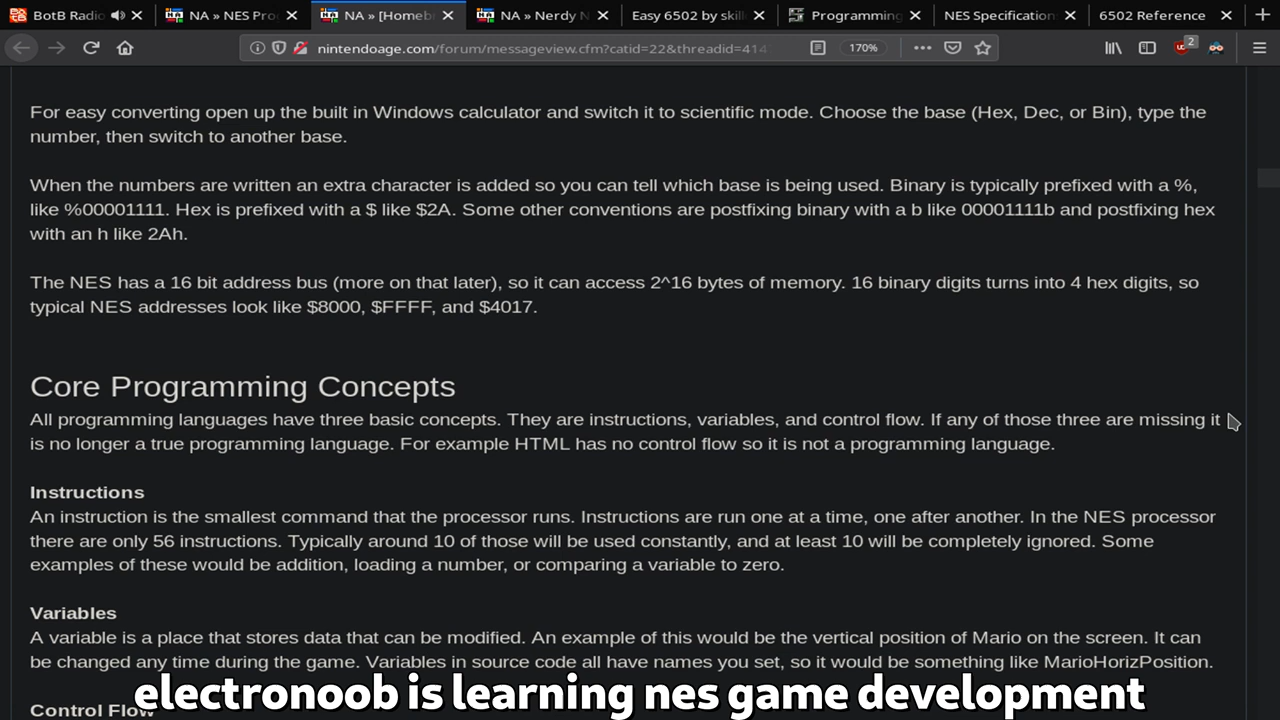 BotB Radio
NA » NES Pro
NA » [Homeb
NA » Nerdy N
Easy 6502 by skill
Programming
NES Specification
6502 Reference
nintendoage.com/forum/messageview.cfm?catid=22&threadid=414
170%
2
For easy converting open up the built in Windows calculator and switch it to scientific mode. Choose the base (Hex, Dec, or Bin), type the
number, then switch to another base.
When the numbers are written an extra character is added so you can tell which base is being used. Binary is typically prefixed with a %,
like %00001111. Hex is prefixed with a $ like $2A. Some other conventions are postfixing binary with a b like 00001111b and postfixing hex
with an h like 2Ah.
The NES has a 16 bit address bus (more on that later), so it can access 2^16 bytes of memory. 16 binary digits turns into 4 hex digits, so
typical NES addresses look like $8000, $FFFF, and $4017.
Core Programming Concepts
All programming languages have three basic concepts. They are instructions, variables, and control flow. If any of those three are missing it
is no longer a true programming language. For example HTML has no control flow so it is not a programming language.
Instructions
An instruction is the smallest command that the processor runs. Instructions are run one at a time, one after another. In the NES processor
there are only 56 instructions. Typically around 10 of those will be used constantly, and at least 10 will be completely ignored. Some
examples of these would be addition, loading a number, or comparing a variable to zero.
Variables
A variable is a place that stores data that can be modified. An example of this would be the vertical position of Mario on the screen. It can
be changed any time during the game. Variables in source code all have names you set, so it would be something like MarioHorizPosition.
Control Flow
electronoob is learning nes game development